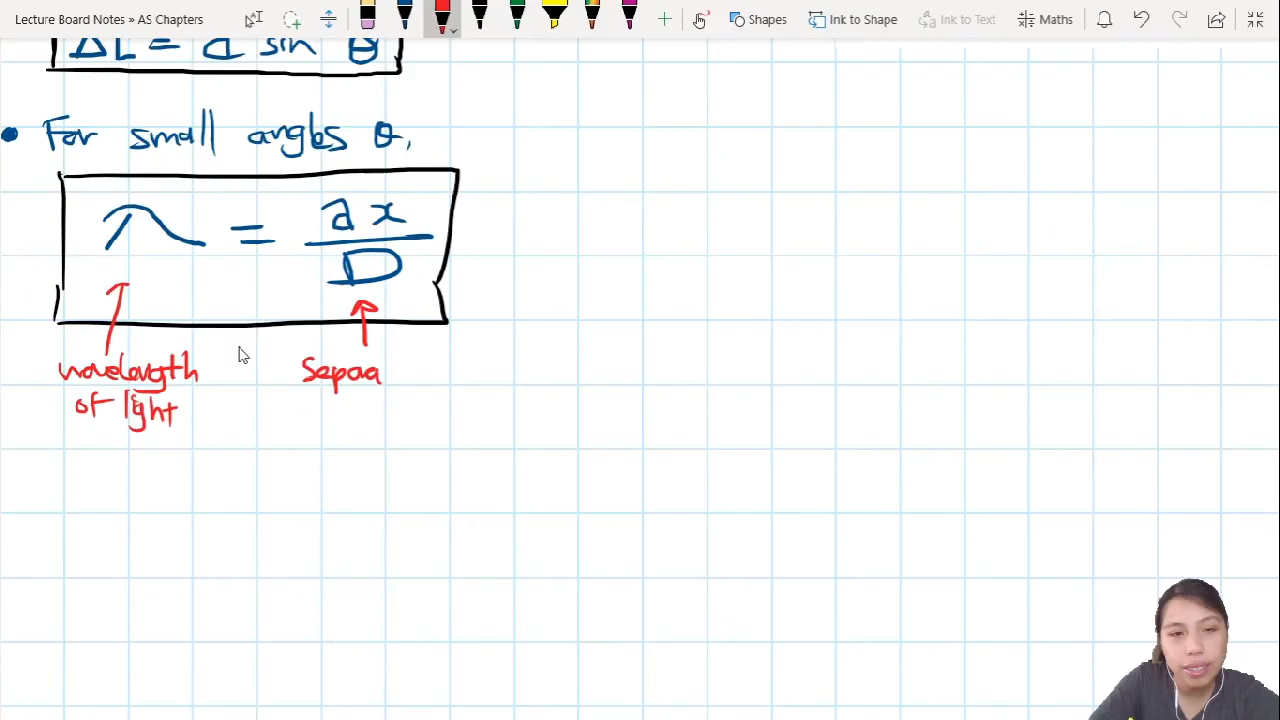 Lecture Board Notes » AS Chapters
Shapes
Ink to Shape
Ink to Text
Maths
ΔL = d sin θ
• For small angles θ,
λ = ax / D
wavelength
of light
Separa